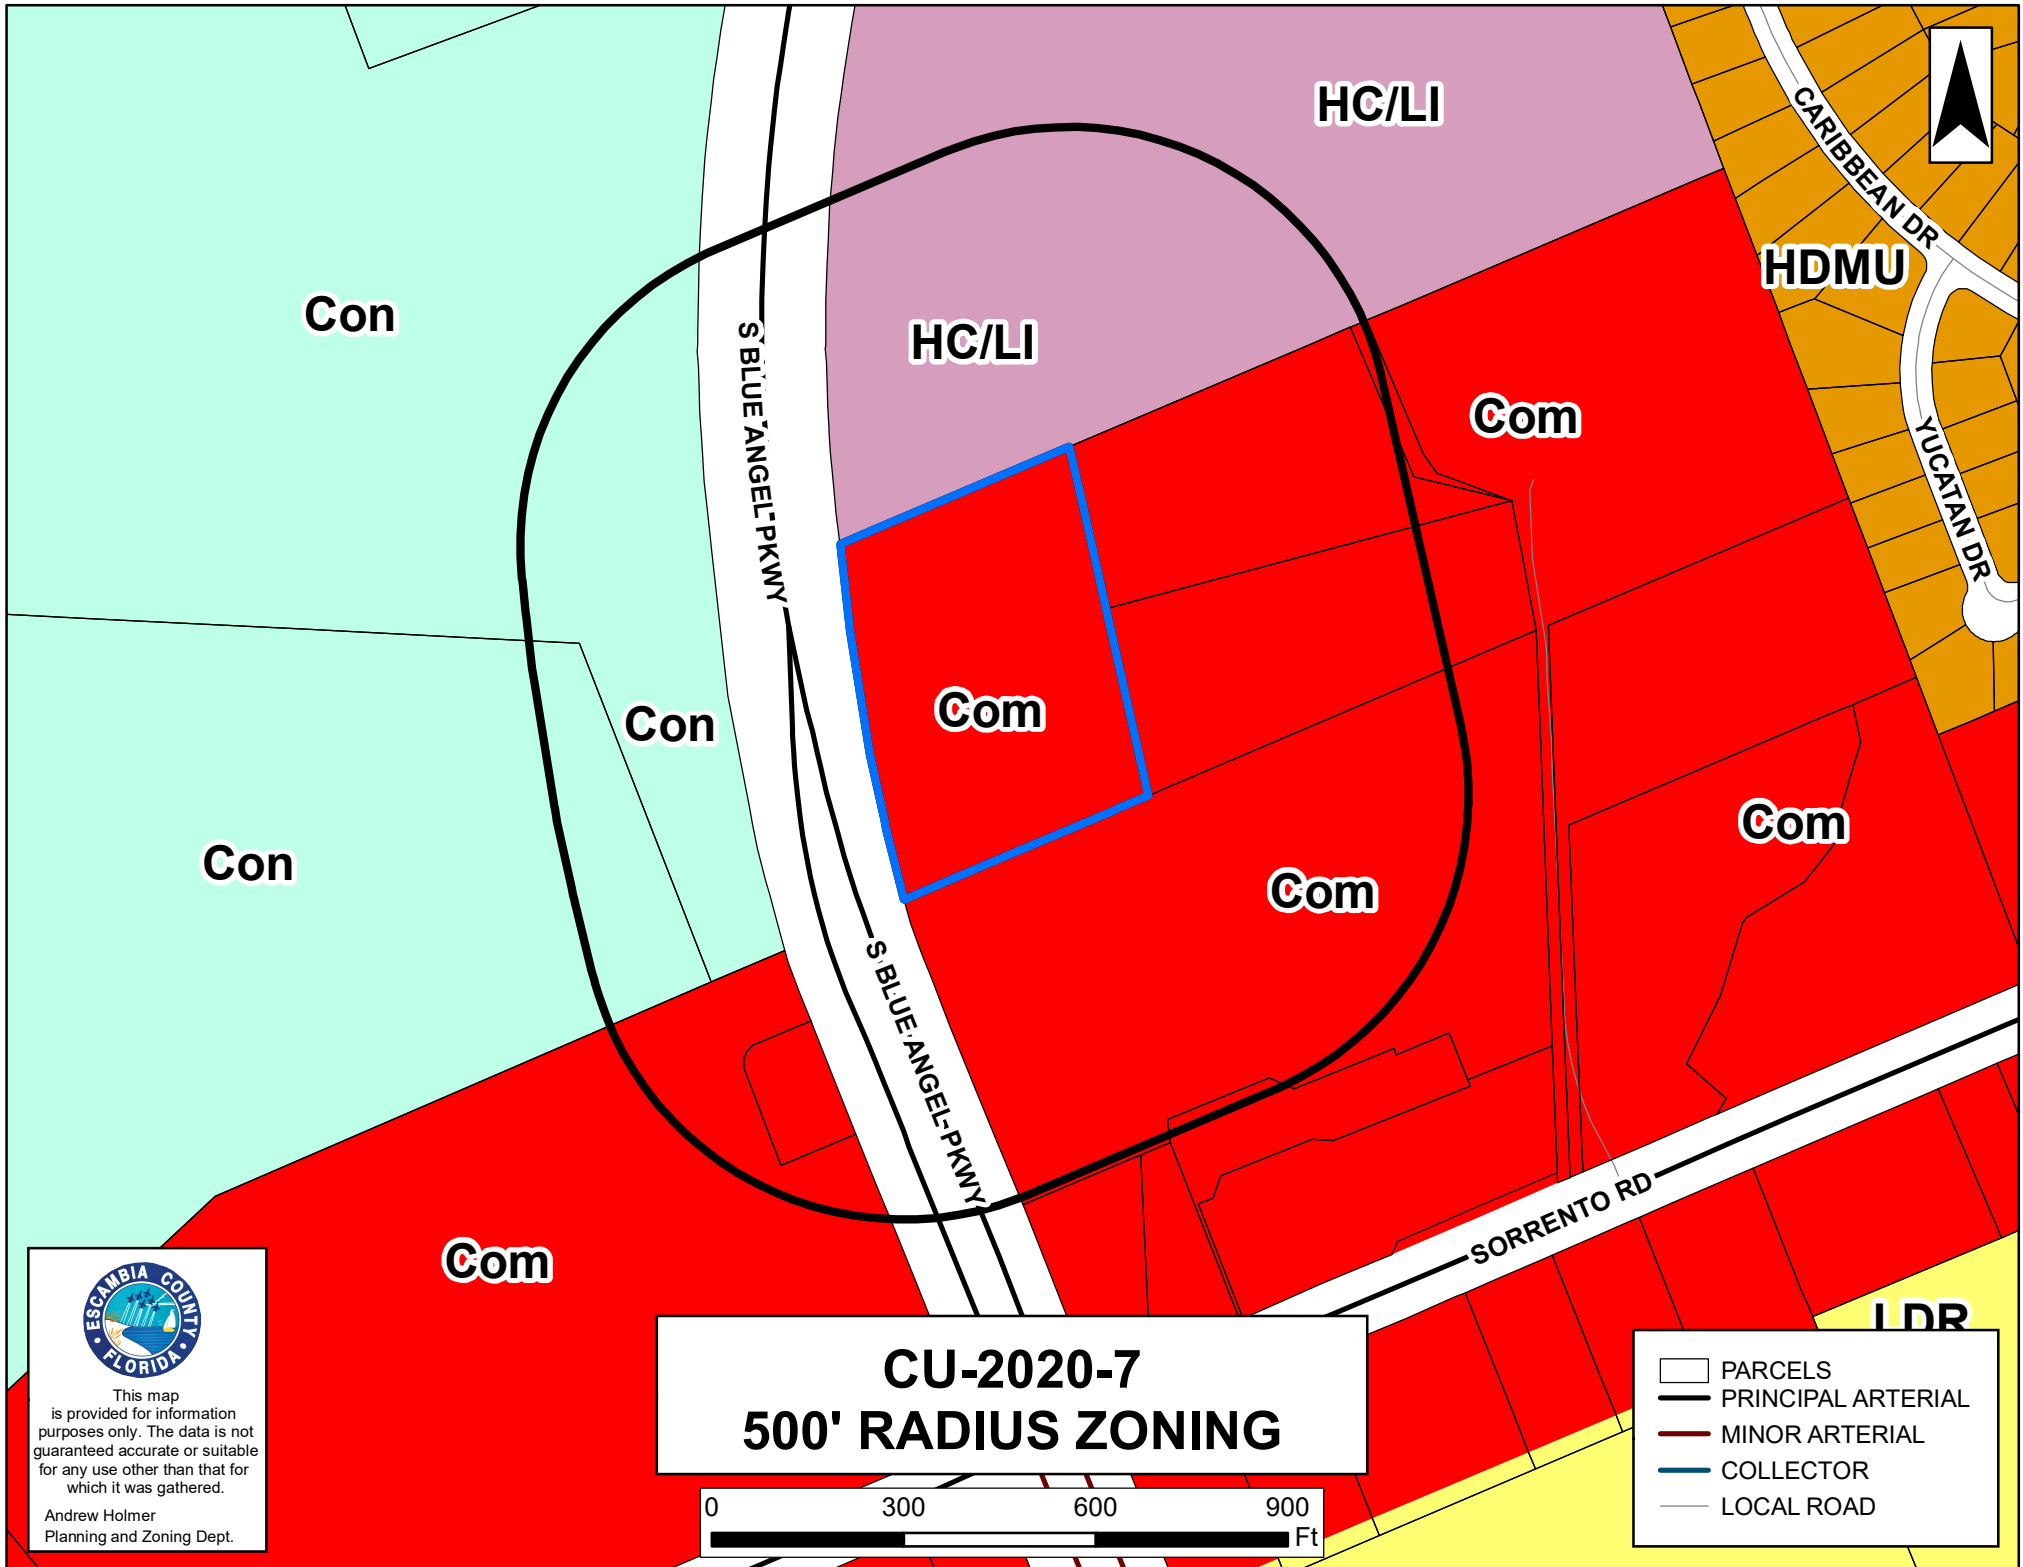 HC/LI
CARIBBEAN DR
HDMU
Con
S BLUE ANGEL PKWY
HC/LI
Com
YUCATAN DR
Con
Com
Com
Con
Com
S BLUE ANGEL PKWY
SORRENTO RD
Com
LDR
ESCAMBIA COUNTY
FLORIDA
This map
is provided for information
purposes only. The data is not
guaranteed accurate or suitable
for any use other than that for
which it was gathered.
Andrew Holmer
Planning and Zoning Dept.
CU-2020-7
500' RADIUS ZONING
0 300 600 900
Ft
PARCELS
PRINCIPAL ARTERIAL
MINOR ARTERIAL
COLLECTOR
LOCAL ROAD